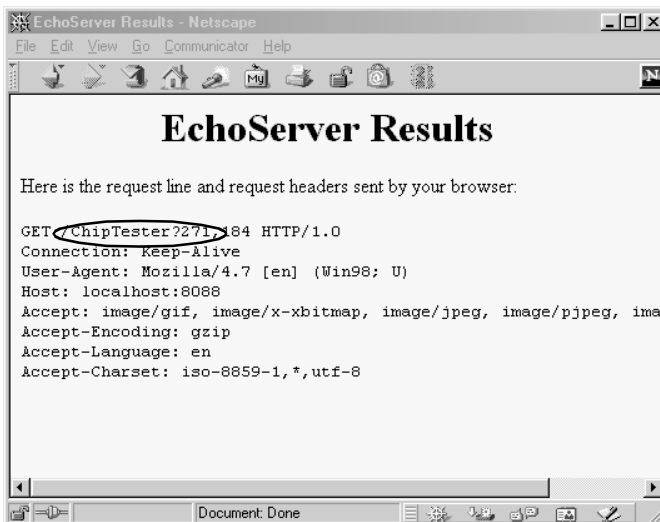 EchoServer Results - Netscape
File Edit View Go Communicator Help
My
N
EchoServer Results
Here is the request line and request headers sent by your browser:
GET /ChipTester?271,184 HTTP/1.0
Connection: Keep-Alive
User-Agent: Mozilla/4.7 [en] (Win98; U)
Host: localhost:8088
Accept: image/gif, image/x-xbitmap, image/jpeg, image/pjpeg, ima
Accept-Encoding: gzip
Accept-Language: en
Accept-Charset: iso-8859-1,*,utf-8
Document: Done